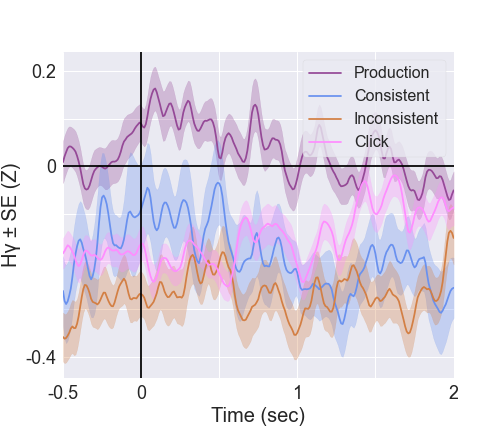 Production
Consistent
Inconsistent
Click
0.2
0
-0.4
Hγ ± SE (Z)
-0.5
0
1
2
Time (sec)